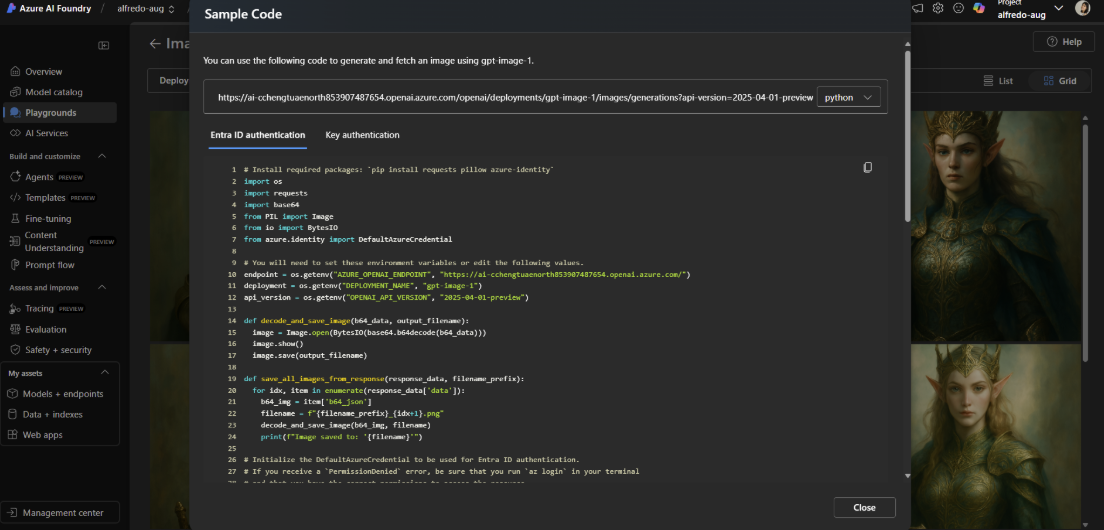 Azure AI Foundry / alfredo-aug
Sample Code
Project
alfredo-aug
Ima
Help
Overview
Model catalog
Playgrounds
AI Services
Build and customize
Agents PREVIEW
Templates PREVIEW
Fine-tuning
Content
Understanding PREVIEW
Prompt flow
Assess and improve
Tracing PREVIEW
Evaluation
Safety + security
My assets
Models + endpoints
Data + indexes
Web apps
Management center
Deploy
List
Grid
You can use the following code to generate and fetch an image using gpt-image-1.
https://ai-cchengtuaenorth853907487654.openai.azure.com/openai/deployments/gpt-image-1/images/generations?api-version=2025-04-01-preview
python
Entra ID authentication
Key authentication
1 # Install required packages: `pip install requests pillow azure-identity`
2 import os
3 import requests
4 import base64
5 from PIL import Image
6 from io import BytesIO
7 from azure.identity import DefaultAzureCredential
8
9 # You will need to set these environment variables or edit the following values.
10 endpoint = os.getenv("AZURE_OPENAI_ENDPOINT", "https://ai-cchengtuaenorth853907487654.openai.azure.com/")
11 deployment = os.getenv("DEPLOYMENT_NAME", "gpt-image-1")
12 api_version = os.getenv("OPENAI_API_VERSION", "2025-04-01-preview")
13
14 def decode_and_save_image(b64_data, output_filename):
15 image = Image.open(BytesIO(base64.b64decode(b64_data)))
16 image.show()
17 image.save(output_filename)
18
19 def save_all_images_from_response(response_data, filename_prefix):
20 for idx, item in enumerate(response_data['data']):
21 b64_img = item['b64_json']
22 filename = f"{filename_prefix}_{idx+1}.png"
23 decode_and_save_image(b64_img, filename)
24 print(f"Image saved to: '{filename}'")
25
26 # Initialize the DefaultAzureCredential to be used for Entra ID authentication.
27 # If you receive a `PermissionDenied` error, be sure that you run `az login` in your terminal
28 # and that you have the correct permissions to access the resource.
Close